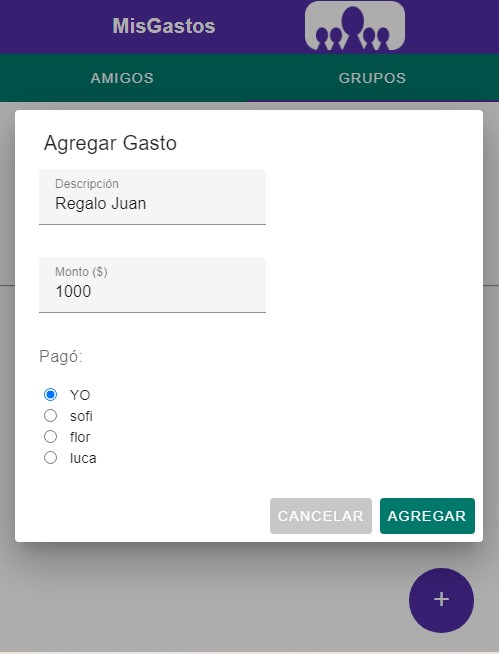 MisGastos
AMIGOS
GRUPOS
Agregar Gasto
Descripción
Regalo Juan
Monto ($)
1000
Pagó:
YO
sofi
flor
luca
CANCELAR
AGREGAR
+